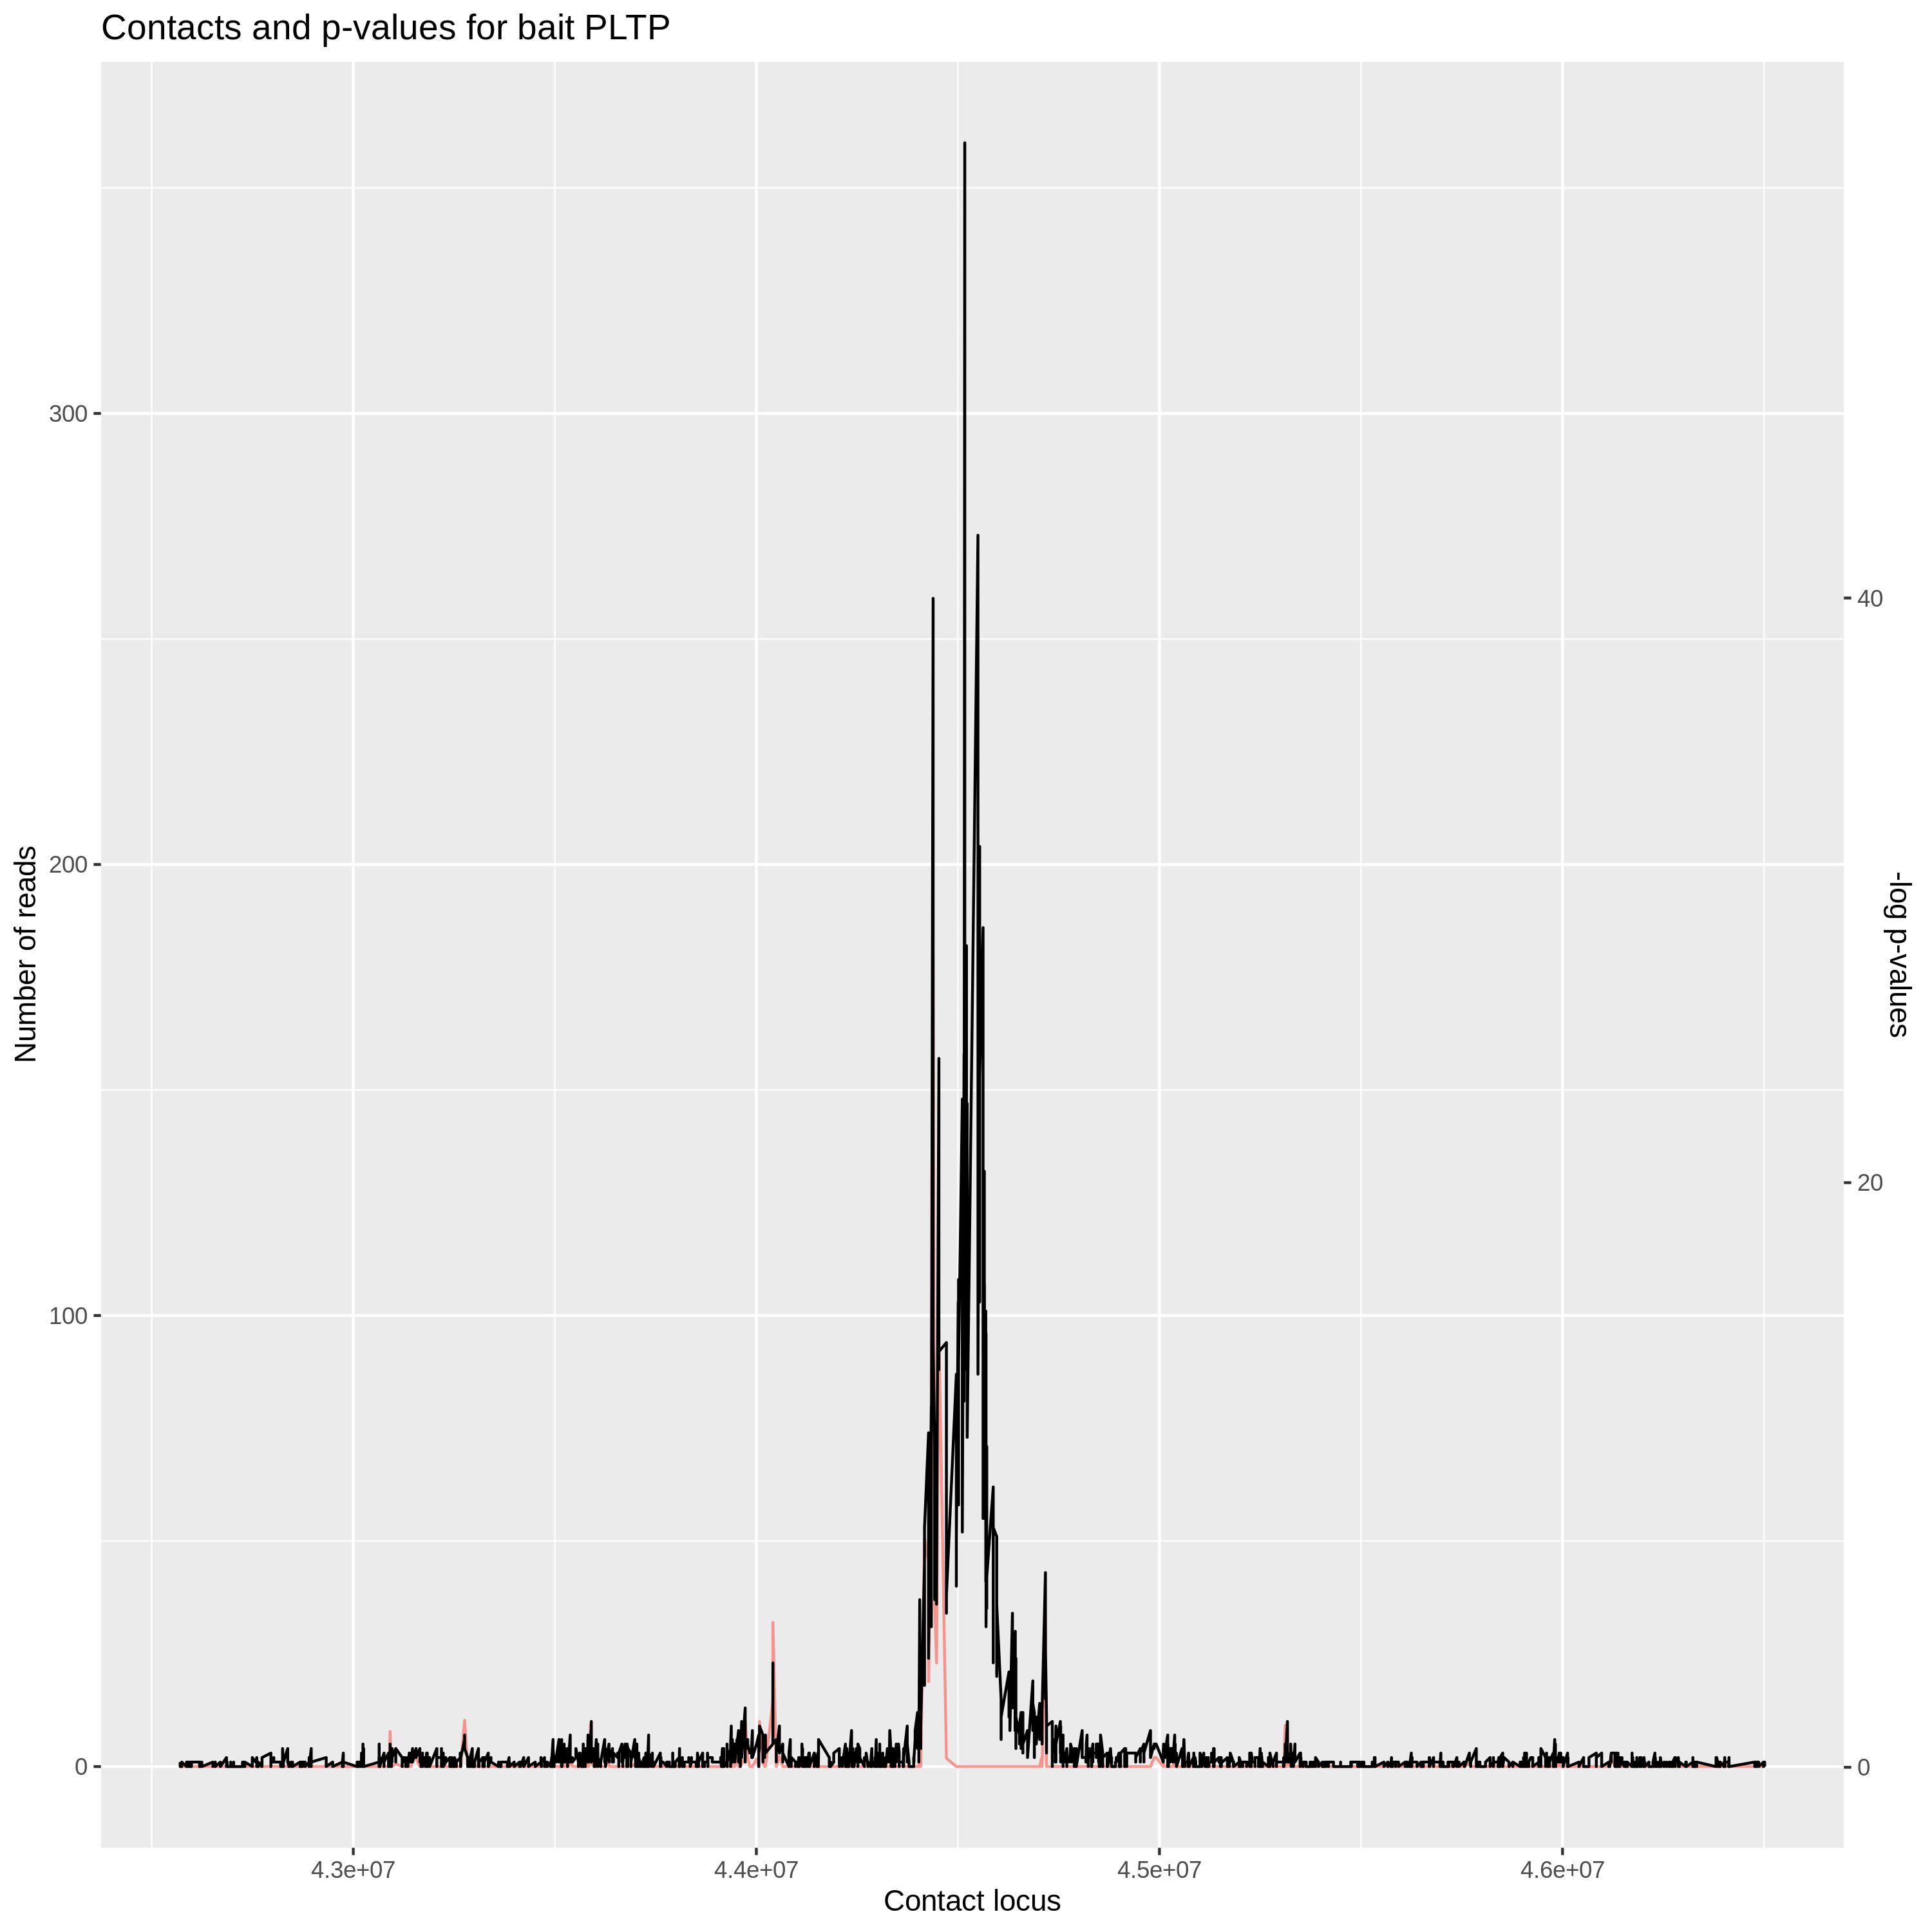 Contacts and p-values for bait PLTP
Number of reads
300
200
100
0
-log p-values
40
20
0
4.3e+07
4.4e+07
4.5e+07
4.6e+07
Contact locus